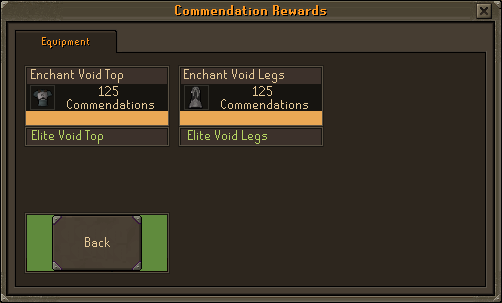 Commendation Rewards
Equipment
Enchant Void Top
125
Commendations
Elite Void Top
Enchant Void Legs
125
Commendations
Elite Void Legs
Back